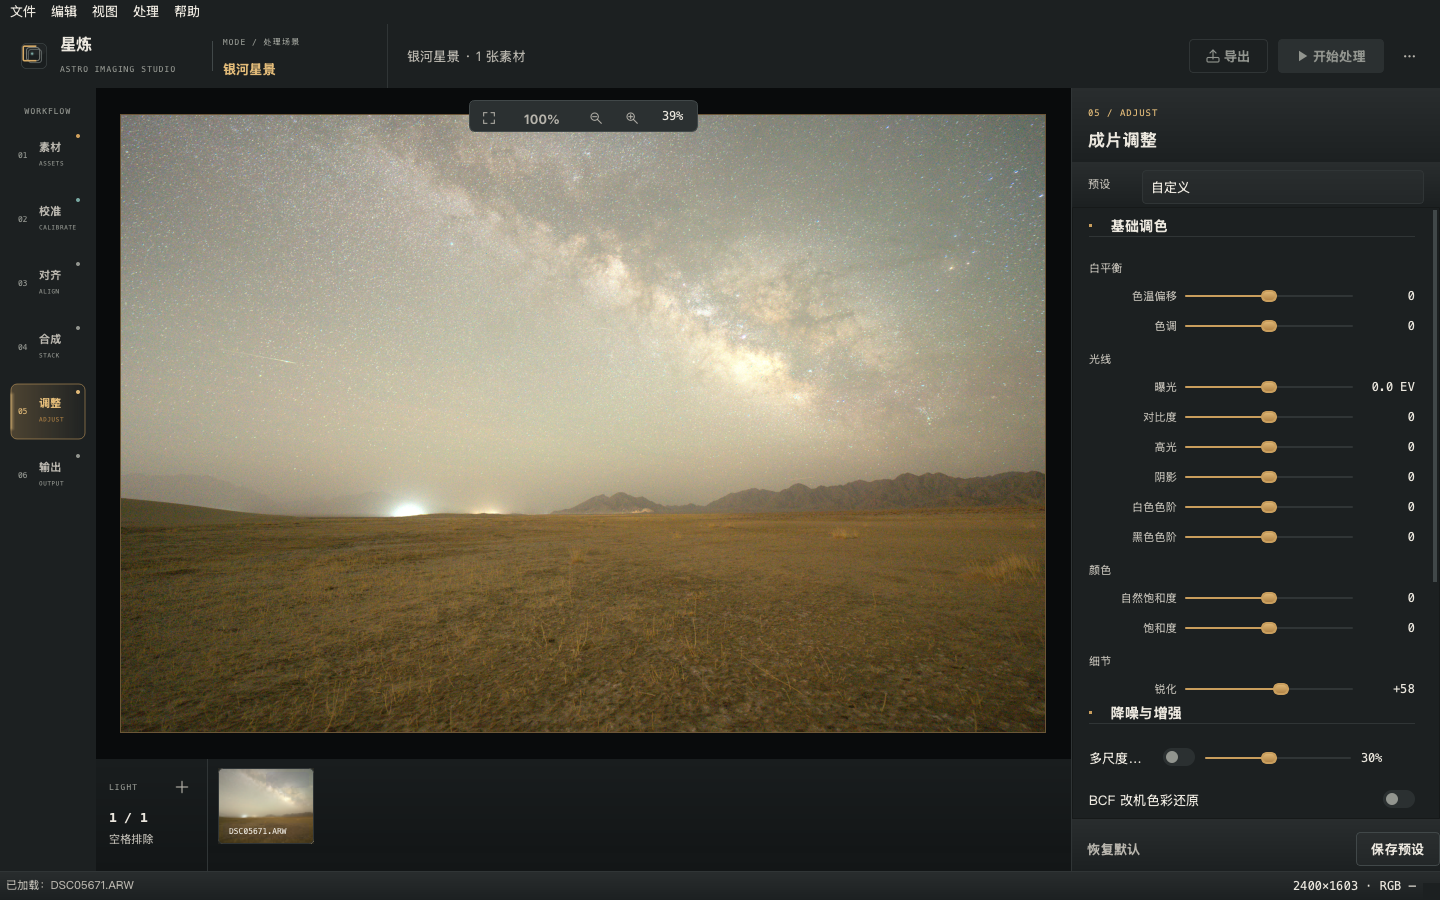 文件 编辑 视图 处理 帮助
星炼
ASTRO IMAGING STUDIO
MODE / 处理场景
银河星景
银河星景 · 1 张素材
导出
开始处理
WORKFLOW
01 素材
ASSETS
02 校准
CALIBRATE
03 对齐
ALIGN
04 合成
STACK
05 调整
ADJUST
06 输出
OUTPUT
100%
39%
05 / ADJUST
成片调整
预设 自定义
基础调色
白平衡
色温偏移 0
色调 0
光线
曝光 0.0 EV
对比度 0
高光 0
阴影 0
白色色阶 0
黑色色阶 0
颜色
自然饱和度 0
饱和度 0
细节
锐化 +58
降噪与增强
多尺度... 30%
BCF 改机色彩还原
恢复默认 保存预设
LIGHT
1 / 1
空格排除
DSC05671.ARW
已加载: DSC05671.ARW
2400×1603 · RGB —